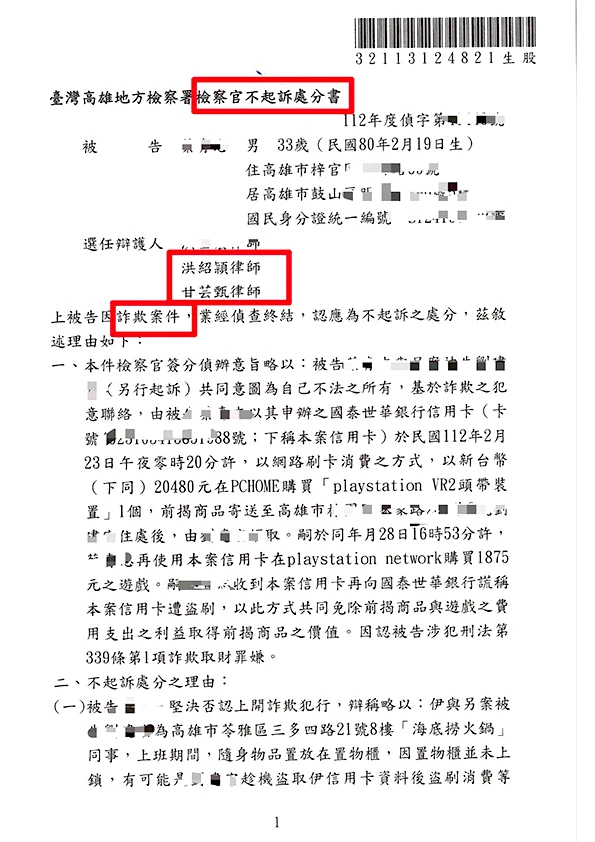 32113124821生股
臺灣高雄地方檢察署檢察官不起訴處分書
112年度偵字第
被 告 男 33歲(民國80年2月19日生)
住高雄市梓官
居高雄市鼓山
國民身分證統一編號
選任辯護人 律師
洪紹穎律師
甘芸甄律師
上被告因詐欺案件,業經偵查終結,認應為不起訴之處分,茲敘
述理由如下:
一、本件檢察官簽分偵辦意旨略以:被告
(另行起訴)共同意圖為自己不法之所有,基於詐欺之犯
意聯絡,由被 以其申辦之國泰世華銀行信用卡(卡
號 號;下稱本案信用卡)於民國112年2月
23日午夜零時20分許,以網路刷卡消費之方式,以新台幣
(下同)20480元在PCHOME購買「playstation VR2頭帶裝
置」1個,前揭商品寄送至高雄市
住處後,由 取。嗣於同年月28日16時53分許,
再使用本案信用卡在playstation network購買1875
元之遊戲。 收到本案信用卡再向國泰世華銀行謊稱
本案信用卡遭盜刷,以此方式共同免除前揭商品與遊戲之費
用支出之利益取得前揭商品之價值。因認被告涉犯刑法第
339條第1項詐欺取財罪嫌。
二、不起訴處分之理由:
(一)被告 堅決否認上開詐欺犯行,辯稱略以:伊與另案被
為高雄市苓雅區三多四路21號8樓「海底撈火鍋」
同事,上班期間,隨身物品置放在置物櫃,因置物櫃並未上
鎖,有可能是 趁機盜取伊信用卡資料後盜刷消費等
1